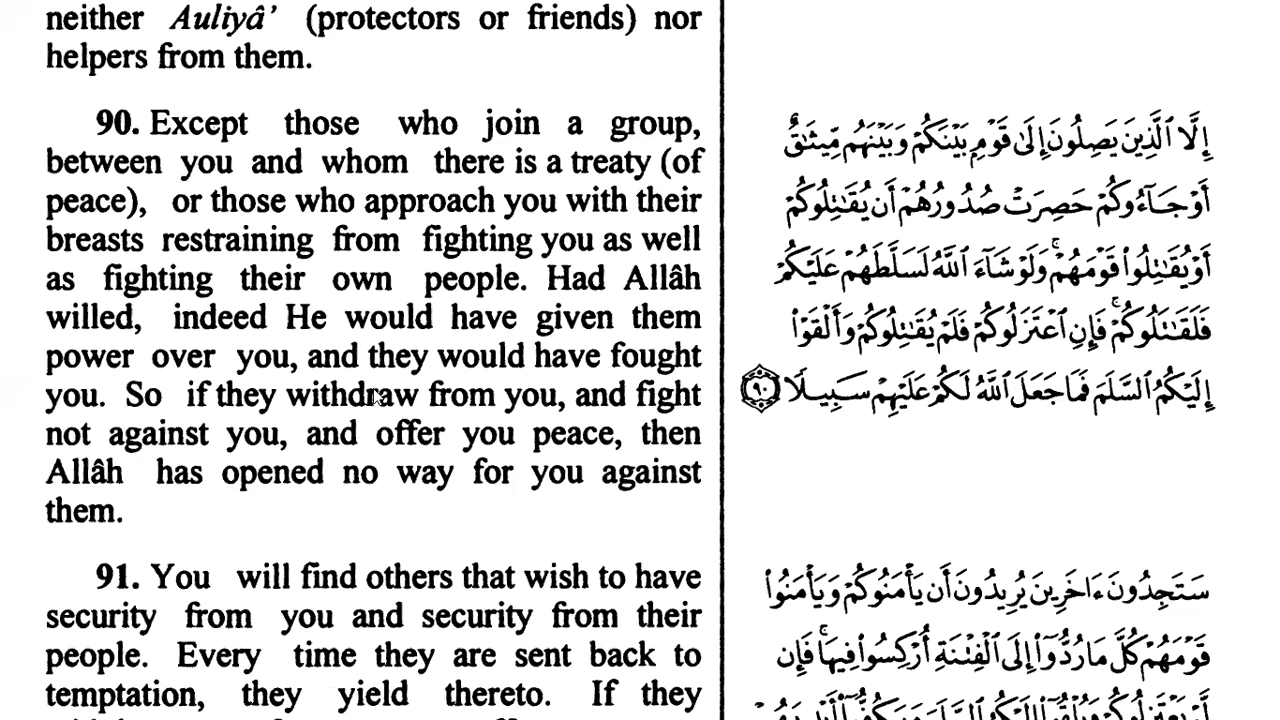 neither Auliyâ’ (protectors or friends) nor
helpers from them.
90. Except those who join a group,
between you and whom there is a treaty (of
peace), or those who approach you with their
breasts restraining from fighting you as well
as fighting their own people. Had Allâh
willed, indeed He would have given them
power over you, and they would have fought
you. So if they withdraw from you, and fight
not against you, and offer you peace, then
Allâh has opened no way for you against
them.
91. You will find others that wish to have
security from you and security from their
people. Every time they are sent back to
temptation, they yield thereto. If they
إِلَّا ٱلَّذِينَ يَصِلُونَ إِلَىٰ قَوْمٍۭ بَيْنَكُمْ وَبَيْنَهُم مِّيثَٰقٌ
أَوْ جَآءُوكُمْ حَصِرَتْ صُدُورُهُمْ أَن يُقَٰتِلُوكُمْ
أَوْ يُقَٰتِلُوا۟ قَوْمَهُمْ ۚ وَلَوْ شَآءَ ٱللَّهُ لَسَلَّطَهُمْ عَلَيْكُمْ
فَلَقَٰتَلُوكُمْ ۚ فَإِنِ ٱعْتَزَلُوكُمْ فَلَمْ يُقَٰتِلُوكُمْ وَأَلْقَوْا۟
إِلَيْكُمُ ٱلسَّلَمَ فَمَا جَعَلَ ٱللَّهُ لَكُمْ عَلَيْهِمْ سَبِيلًا ٩٠
سَتَجِدُونَ ءَاخَرِينَ يُرِيدُونَ أَن يَأْمَنُوكُمْ وَيَأْمَنُوا۟
قَوْمَهُمْ كُلَّ مَا رُدُّوٓا۟ إِلَى ٱلْفِتْنَةِ أُرْكِسُوا۟ فِيهَا ۚ فَإِن